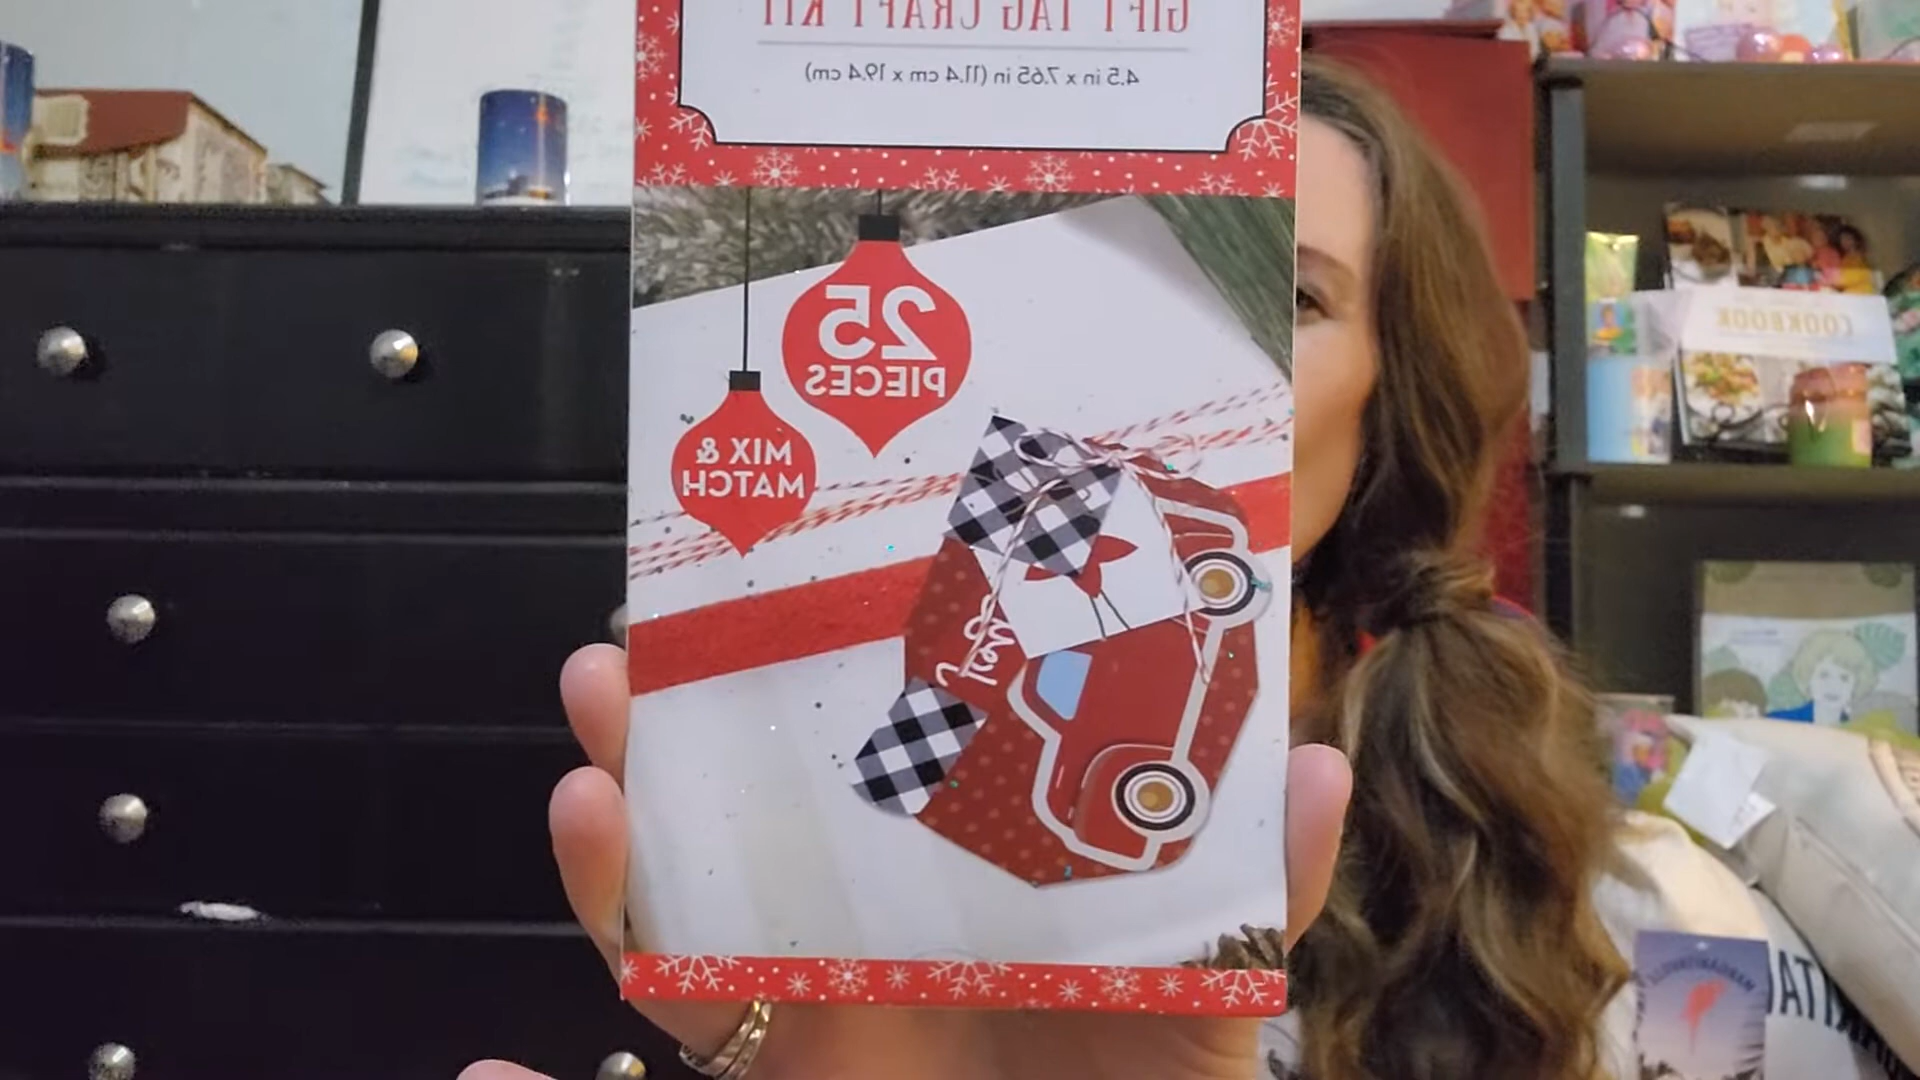 GIFT TAG CRAFT KIT
4.5 in x 7.65 in (11.4 cm x 19.4 cm)
25
PIECES
MIX &
MATCH
COOKBOOK